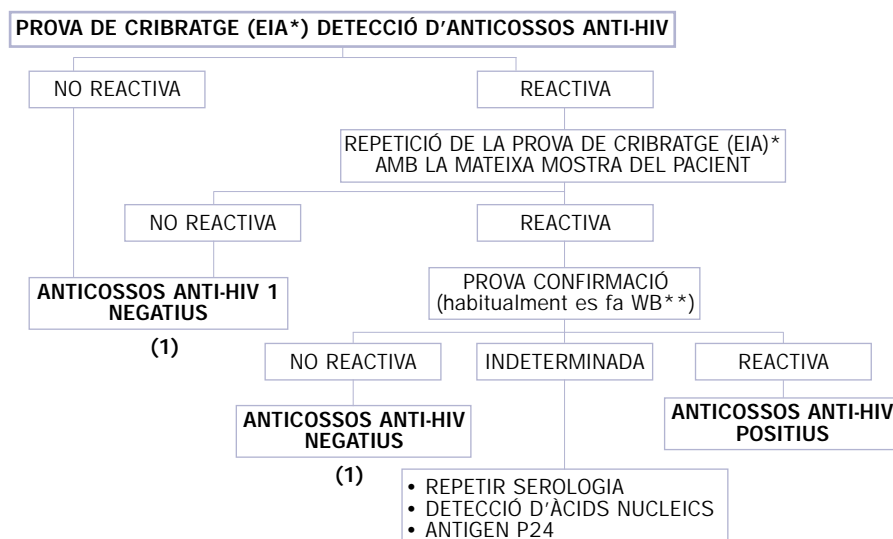 PROVA DE CRIBRATGE (EIA*) DETECCIÓ D'ANTICOSSOS ANTI-HIV
NO REACTIVA
REACTIVA
REPETICIÓ DE LA PROVA DE CRIBRATGE (EIA)*
AMB LA MATEIXA MOSTRA DEL PACIENT
NO REACTIVA
REACTIVA
ANTICOSSOS ANTI-HIV 1
NEGATIUS
(1)
PROVA CONFIRMACIÓ
(habitualment es fa WB**)
NO REACTIVA
INDETERMINADA
REACTIVA
ANTICOSSOS ANTI-HIV
NEGATIUS
(1)
ANTICOSSOS ANTI-HIV
POSITIUS
• REPETIR SEROLOGIA
• DETECCIÓ D'ÀCIDS NUCLEICS
• ANTIGEN P24